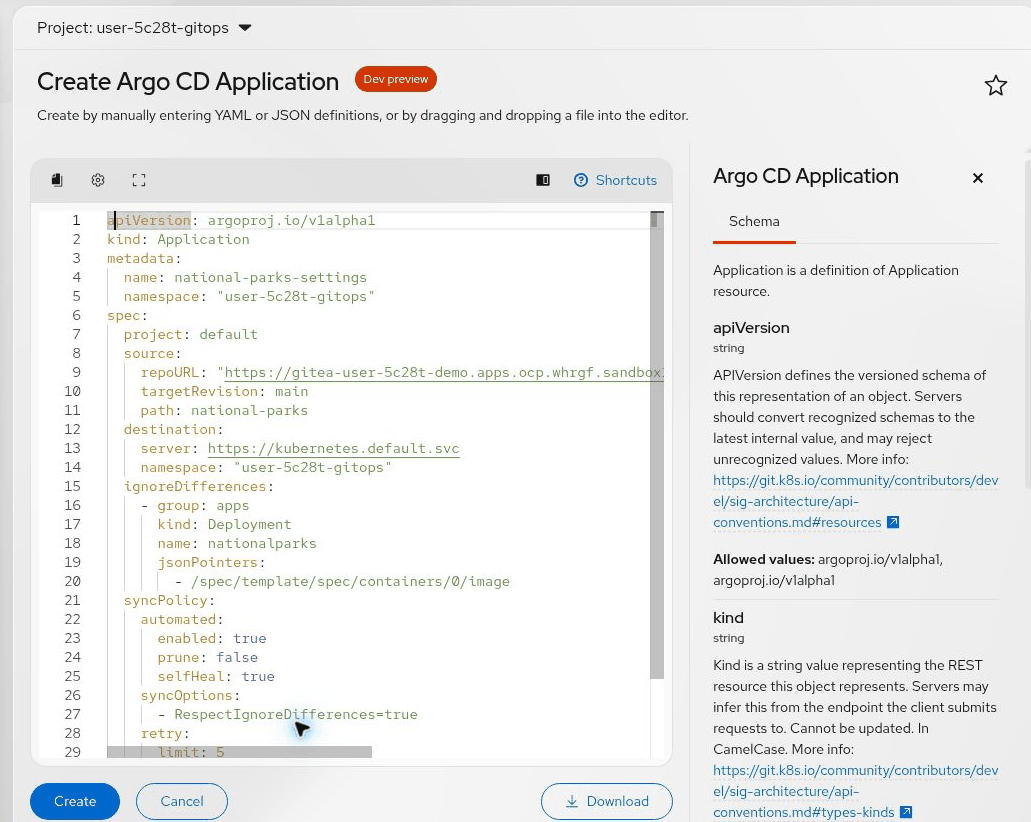 Project: user-5c28t-gitops
Create Argo CD Application Dev preview
Create by manually entering YAML or JSON definitions, or by dragging and dropping a file into the editor.
Shortcuts
1 apiVersion: argoproj.io/v1alpha1
2 kind: Application
3 metadata:
4   name: national-parks-settings
5   namespace: "user-5c28t-gitops"
6 spec:
7   project: default
8   source:
9     repoURL: "https://gitea-user-5c28t-demo.apps.ocp.whrgf.sandbox
10     targetRevision: main
11     path: national-parks
12   destination:
13     server: https://kubernetes.default.svc
14     namespace: "user-5c28t-gitops"
15   ignoreDifferences:
16     - group: apps
17       kind: Deployment
18       name: nationalparks
19       jsonPointers:
20         - /spec/template/spec/containers/0/image
21   syncPolicy:
22     automated:
23       enabled: true
24       prune: false
25       selfHeal: true
26     syncOptions:
27       - RespectIgnoreDifferences=true
28     retry:
29       limit: 5
Create
Cancel
Download
Argo CD Application
Schema
Application is a definition of Application
resource.
apiVersion
string
APIVersion defines the versioned schema of
this representation of an object. Servers
should convert recognized schemas to the
latest internal value, and may reject
unrecognized values. More info:
https://git.k8s.io/community/contributors/dev
el/sig-architecture/api-
conventions.md#resources
Allowed values: argoproj.io/v1alpha1,
argoproj.io/v1alpha1
kind
string
Kind is a string value representing the REST
resource this object represents. Servers may
infer this from the endpoint the client submits
requests to. Cannot be updated. In
CamelCase. More info:
https://git.k8s.io/community/contributors/dev
el/sig-architecture/api-
conventions.md#types-kinds